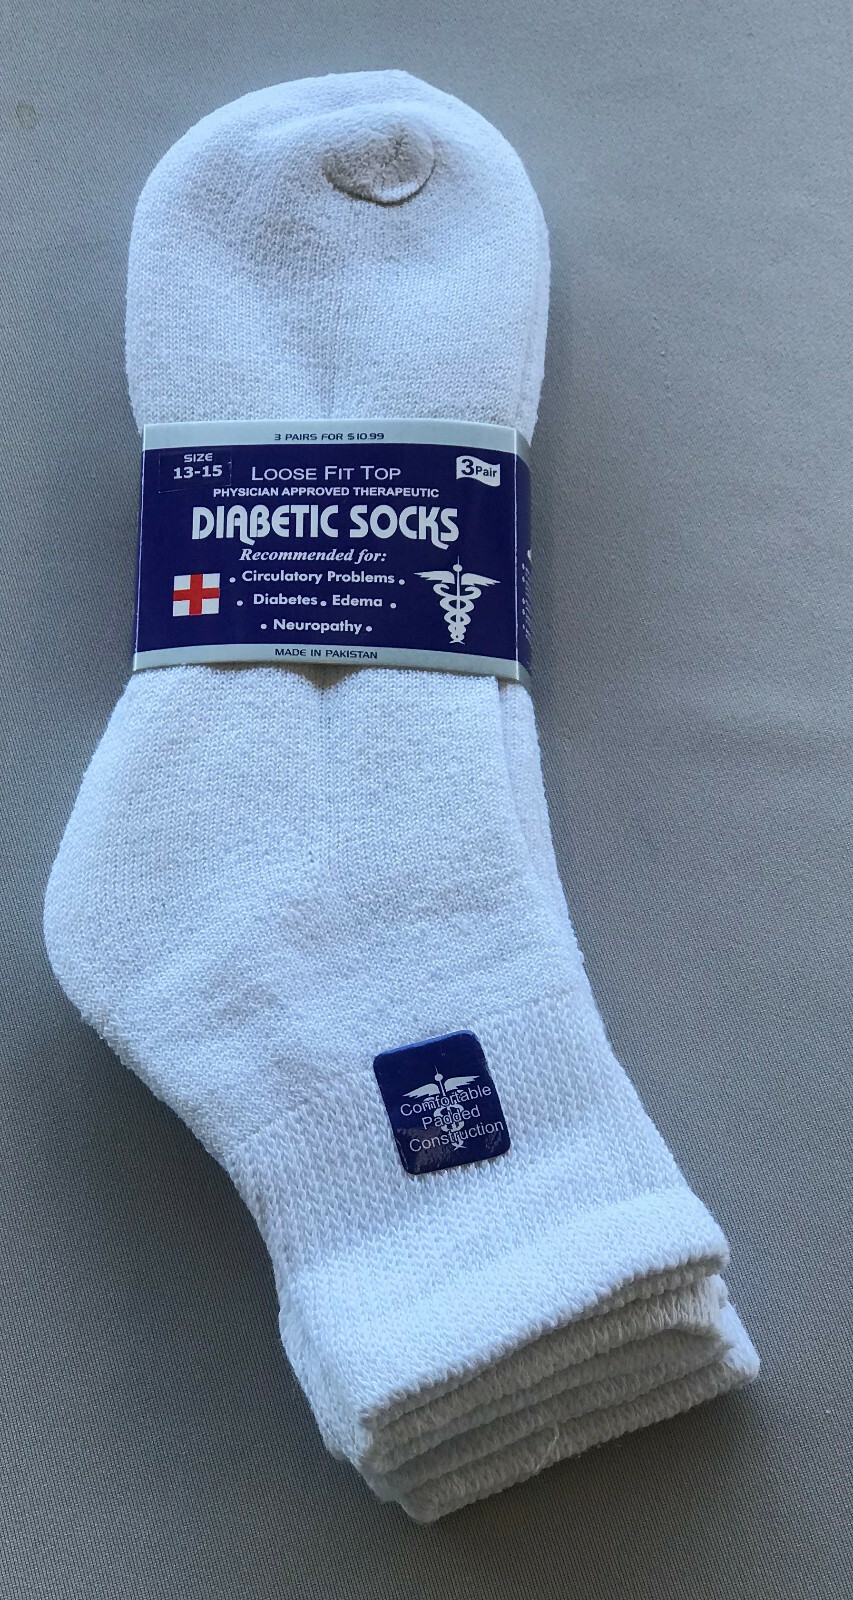 3 PAIRS FOR $10.99
SIZE
13-15
LOOSE FIT TOP
3Pair
PHYSICIAN APPROVED THERAPEUTIC
DIABETIC SOCKS
Recommended for:
• Circulatory Problems •
• Diabetes • Edema •
• Neuropathy •
MADE IN PAKISTAN
Comfortable
Padded
Construction